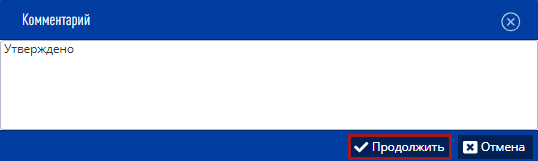 Комментарий
Утверждено
Продолжить Отмена